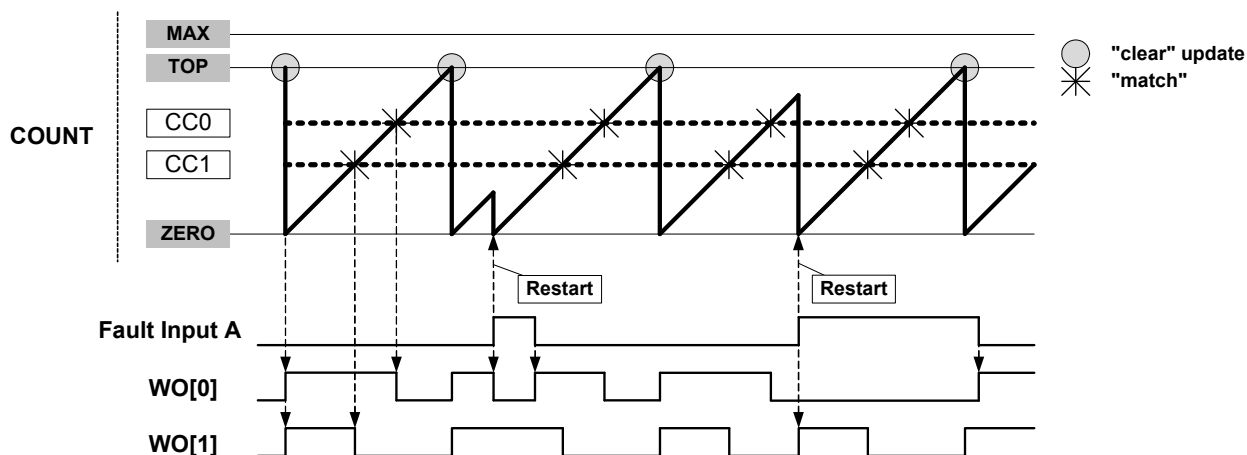 MAX
TOP
"clear" update
"match"
COUNT
CC0
CC1
ZERO
Restart
Restart
Fault Input A
WO[0]
WO[1]